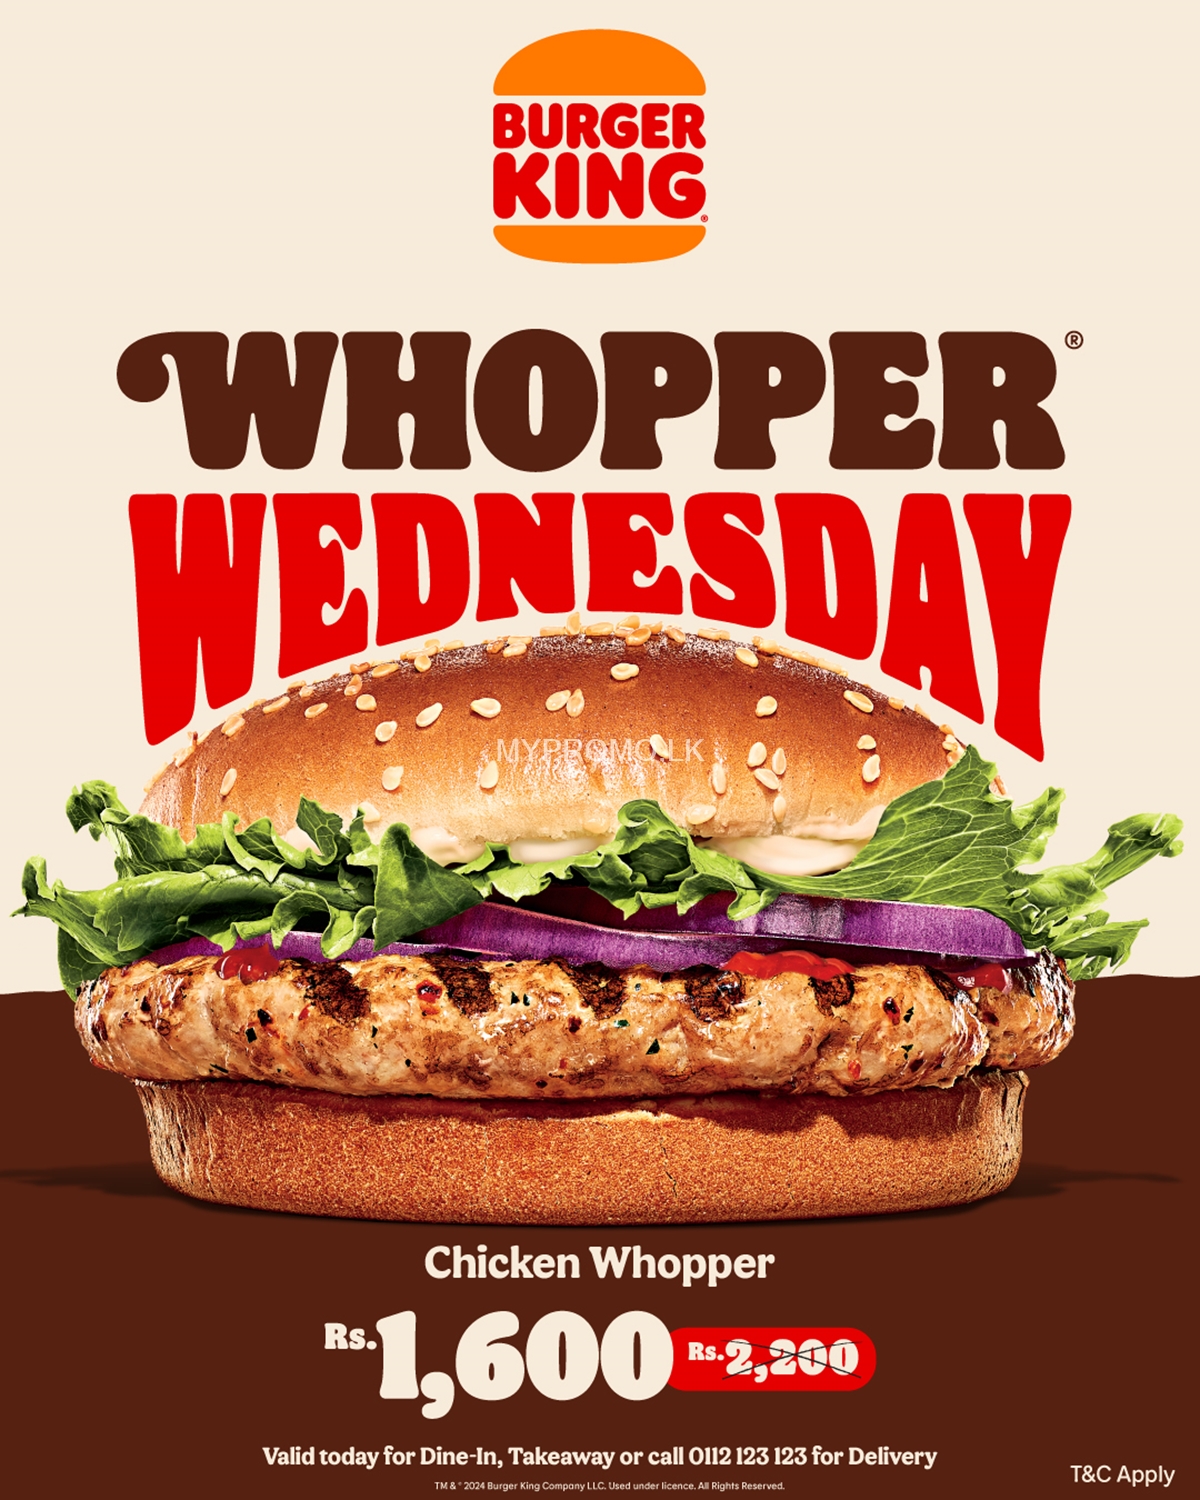 BURGER
KING®
WHOPPER®
WEDNESDAY
MYPROMO.LK
Chicken Whopper
Rs.1,600 Rs.2,200
Valid today for Dine-In, Takeaway or call 0112 123 123 for Delivery
TM & ® 2024 Burger King Company LLC. Used under licence. All Rights Reserved.
T&C Apply